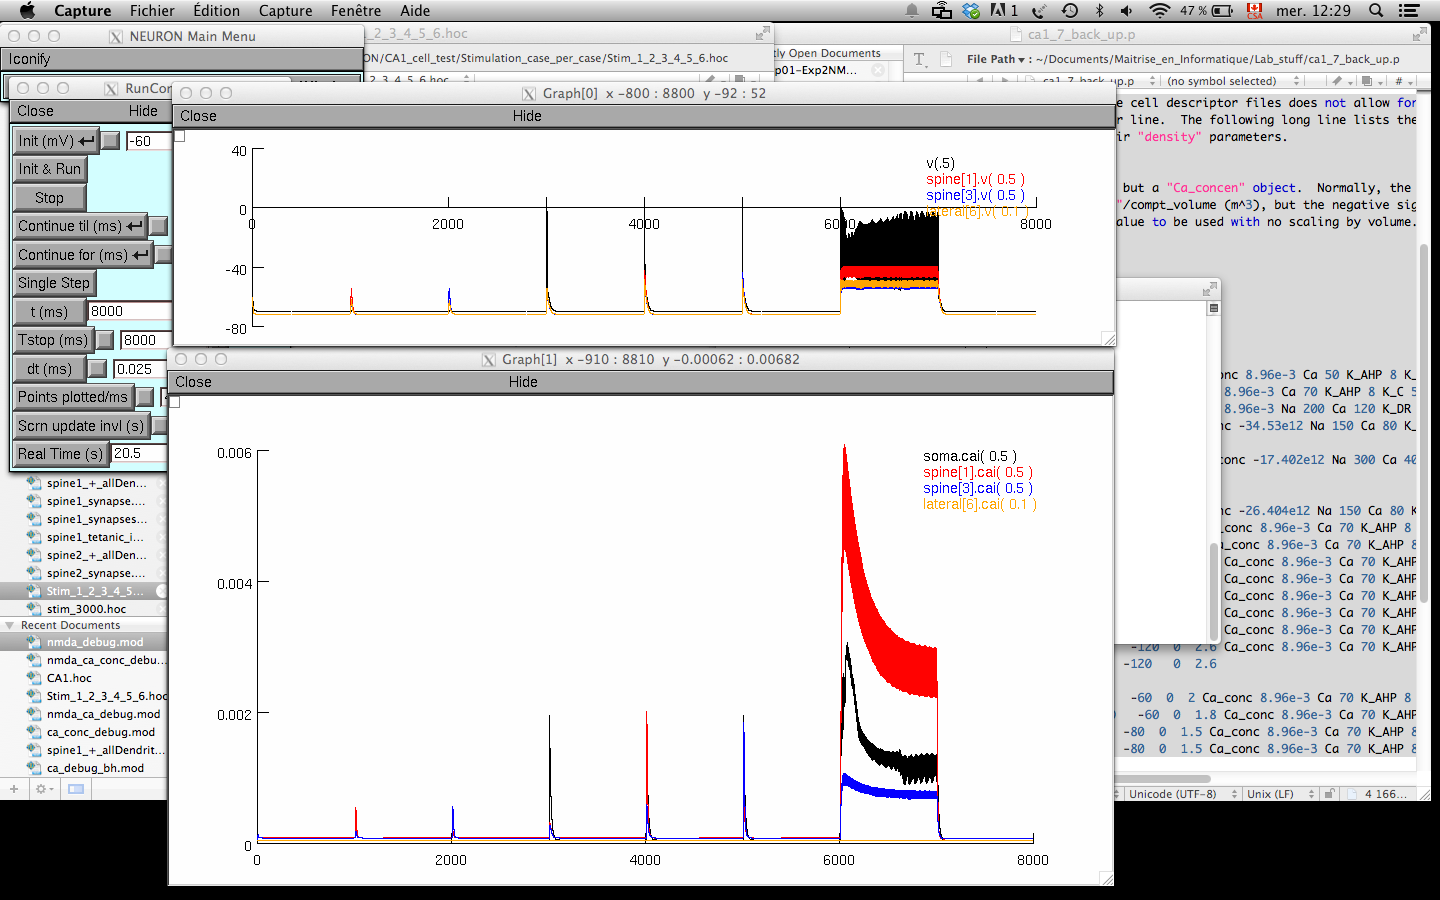 Capture Fichier Édition Capture Fenêtre Aide
1 47 % CSA mer. 12:29
NEURON Main Menu
_2_3_4_5_6.hoc
ca1_7_back_up.p
Iconify
ON/CA1_cell_test/Stimulation_case_per_case/Stim_1_2_3_4_5_6.hoc
tly Open Documents
p01-Exp2NM...
File Path ▾ : ~/Documents/Maitrise_en_Informatique/Lab_stuff/ca1_7_back_up.p
2_3_4_5_6.hoc
ca1_7_back_up.p
(no symbol selected)
#
RunCon
Close
Hide
Init (mV)
-60
Init & Run
Stop
Continue til (ms)
Continue for (ms)
Single Step
t (ms)
8000
Tstop (ms)
8000
dt (ms)
0.025
Points plotted/ms
Scrn update invl (s)
Real Time (s)
20.5
Graph[0] x -800 : 8800 y -92 : 52
Close
Hide
40
0
-40
-80
0
2000
4000
6000
8000
v(.5)
spine[1].v( 0.5 )
spine[3].v( 0.5 )
lateral[6].v( 0.1 )
Graph[1] x -910 : 8810 y -0.00062 : 0.00682
Close
Hide
0.006
0.004
0.002
0
0
2000
4000
6000
8000
soma.cai( 0.5 )
spine[1].cai( 0.5 )
spine[3].cai( 0.5 )
lateral[6].cai( 0.1 )
spine1_+_allDen...
spine1_synapse....
spine1_synapses...
spine1_tetanic_i...
spine2_+_allDen...
spine2_synapse....
Stim_1_2_3_4_5...
stim_3000.hoc
Recent Documents
nmda_debug.mod
nmda_ca_conc_debu...
CA1.hoc
Stim_1_2_3_4_5_6.hoc
nmda_ca_debug.mod
ca_conc_debug.mod
spine1_+_allDendrit...
ca_debug_bh.mod
e cell descriptor files does not allow for
r line. The following long line lists the
ir "density" parameters.
but a "Ca_concen" object. Normally, the
"/compt_volume (m^3), but the negative sig
alue to be used with no scaling by volume.
onc 8.96e-3 Ca 50 K_AHP 8 K_
8.96e-3 Ca 70 K_AHP 8 K_C 5
8.96e-3 Na 200 Ca 120 K_DR
nc -34.53e12 Na 150 Ca 80 K_
onc -17.402e12 Na 300 Ca 40
nc -26.404e12 Na 150 Ca 80 K
a_conc 8.96e-3 Ca 70 K_AHP 8
a_conc 8.96e-3 Ca 70 K_AHP 8
Ca_conc 8.96e-3 Ca 70 K_AHP
Ca_conc 8.96e-3 Ca 70 K_AHP
Ca_conc 8.96e-3 Ca 70 K_AHP
Ca_conc 8.96e-3 Ca 70 K_AHP
Ca_conc 8.96e-3 Ca 70 K_AHP
-120 0 2.6 Ca_conc 8.96e-3 Ca 70 K_AHP
-120 0 2.6
-60 0 2 Ca_conc 8.96e-3 Ca 70 K_AHP 8
-60 0 1.8 Ca_conc 8.96e-3 Ca 70 K_AHP
-80 0 1.5 Ca_conc 8.96e-3 Ca 70 K_AHP
-80 0 1.5 Ca_conc 8.96e-3 Ca 70 K_AHP 8
Unicode (UTF-8)
Unix (LF)
4 166...